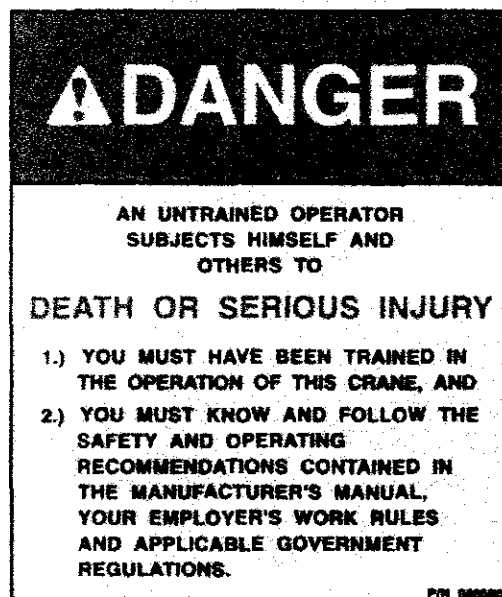 DANGER
AN UNTRAINED OPERATOR
SUBJECTS HIMSELF AND
OTHERS TO
DEATH OR SERIOUS INJURY
1.) YOU MUST HAVE BEEN TRAINED IN
THE OPERATION OF THIS CRANE, AND
2.) YOU MUST KNOW AND FOLLOW THE
SAFETY AND OPERATING
RECOMMENDATIONS CONTAINED IN
THE MANUFACTURER'S MANUAL,
YOUR EMPLOYER'S WORK RULES
AND APPLICABLE GOVERNMENT
REGULATIONS.
P/N